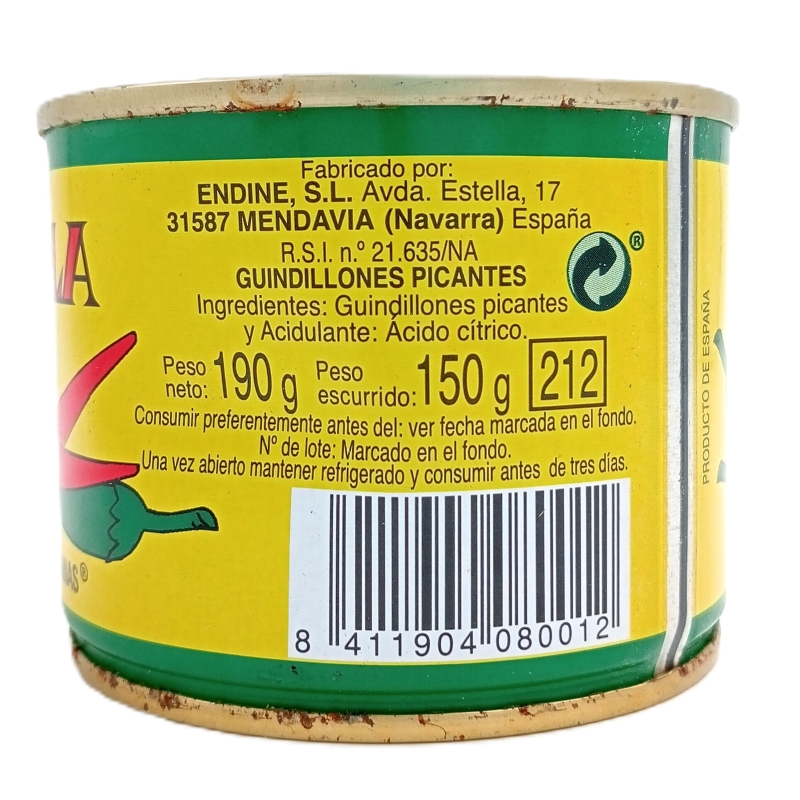 Fabricado por:
ENDINE, S.L. Avda. Estella, 17
31587 MENDAVIA (Navarra) España
R.S.I. n.º 21.635/NA
GUINDILLONES PICANTES
Ingredientes: Guindillones picantes
y Acidulante: Ácido cítrico.
Peso neto: 190 g Peso escurrido: 150 g 212
Consumir preferentemente antes del: ver fecha marcada en el fondo.
Nº de lote: Marcado en el fondo.
Una vez abierto mantener refrigerado y consumir antes de tres días.
8 411904 080012
PRODUCTO DE ESPAÑA
LA
®